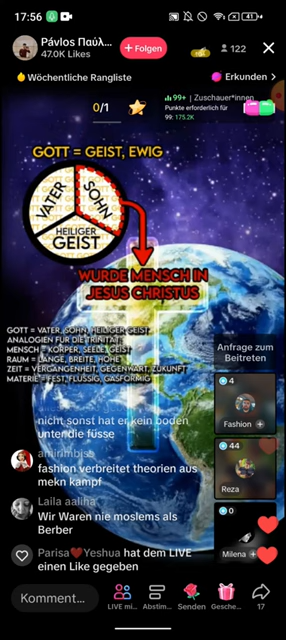 17:56
41
Pávlos Παύλ...
47.0K Likes
+ Folgen
122
Wöchentliche Rangliste
Erkunden >
0/1
99+ | Zuschauer*innen
Punkte erforderlich für
99: 175.2K
GOTT = GEIST, EWIG
VATER
SOHN
HEILIGER
GEIST
WURDE MENSCH IN
JESUS CHRISTUS
GOTT = VATER, SOHN, HEILIGER GEIST
ANALOGIEN FÜR DIE TRINITÄT
MENSCH = KÖRPER, SEELE, GEIST
RAUM = LÄNGE, BREITE, HÖHE
ZEIT = VERGANGENHEIT, GEGENWART, ZUKUNFT
MATERIE = FEST, FLÜSSIG, GASFÖRMIG
Anfrage zum
Beitreten
nicht sonst hat er kein boden
unter die füsse
4
Fashion +
amirimbiss
fashion verbreitet theorien aus
mekn kampf
44
Reza
Laila aaliha
Wir Waren nie moslems als
Berber
0
Milena +
Parisa❤️Yeshua hat dem LIVE
einen Like gegeben
Komment...
LIVE mi...
Abstim...
Senden
Gesche...
17